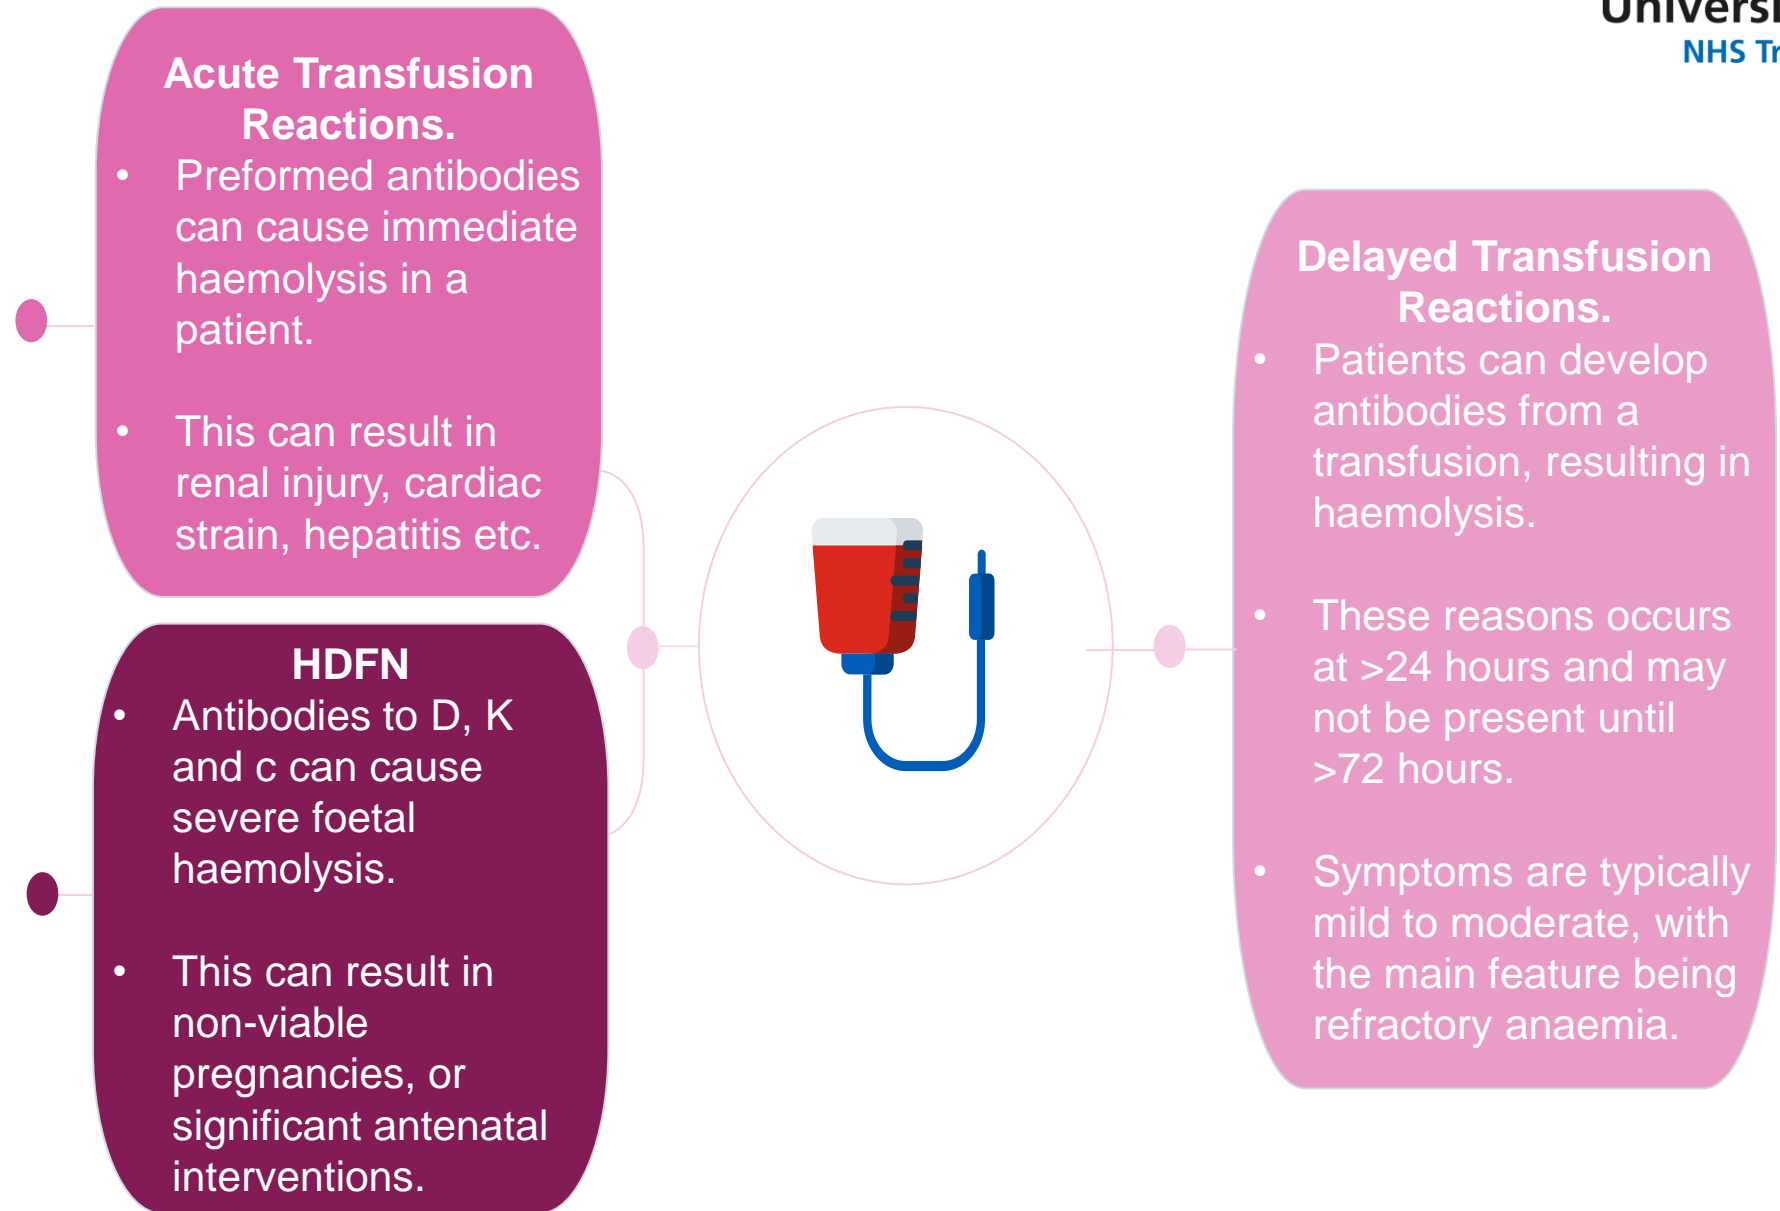 Universi
NHS Tr
Acute Transfusion
Reactions.
• Preformed antibodies
can cause immediate
haemolysis in a
patient.
• This can result in
renal injury, cardiac
strain, hepatitis etc.
HDFN
• Antibodies to D, K
and c can cause
severe foetal
haemolysis.
• This can result in
non-viable
pregnancies, or
significant antenatal
interventions.
Delayed Transfusion
Reactions.
• Patients can develop
antibodies from a
transfusion, resulting in
haemolysis.
• These reasons occurs
at >24 hours and may
not be present until
>72 hours.
• Symptoms are typically
mild to moderate, with
the main feature being
refractory anaemia.